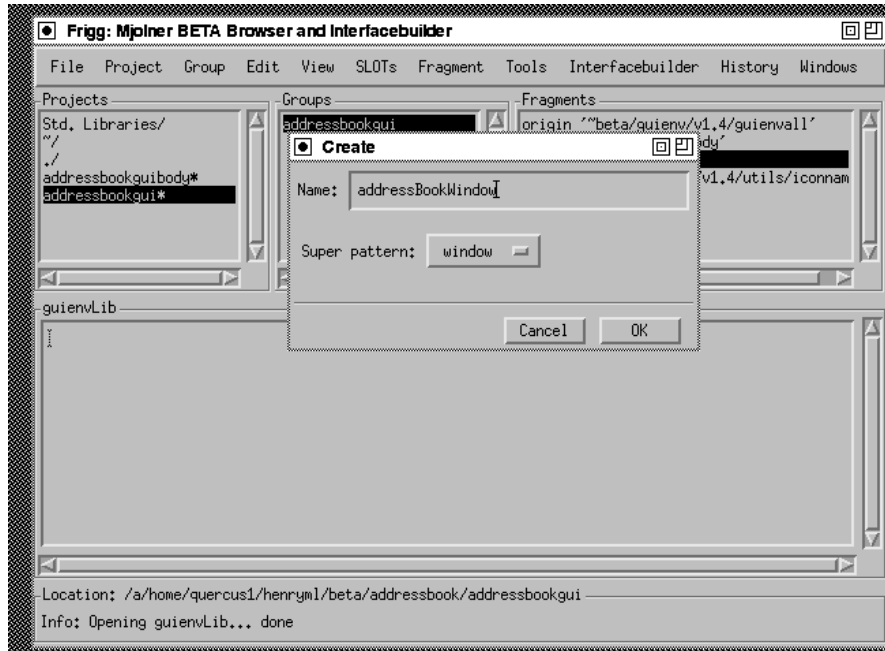 Frigg: Mjolner BETA Browser and Interfacebuilder
File Project Group Edit View SLOTs Fragment Tools Interfacebuilder History Windows
Projects
Std. Libraries/
~/
./
addressbookguibody*
addressbookgui*
Groups
addressbookgui
Fragments
origin '~beta/guienv/v1.4/guienvall'
dy'
v1.4/utils/iconnam
Create
Name: addressBookWindow
Super pattern: window
Cancel OK
guienvLib
Location: /a/home/quercus1/henryml/beta/addressbook/addressbookgui
Info: Opening guienvLib... done